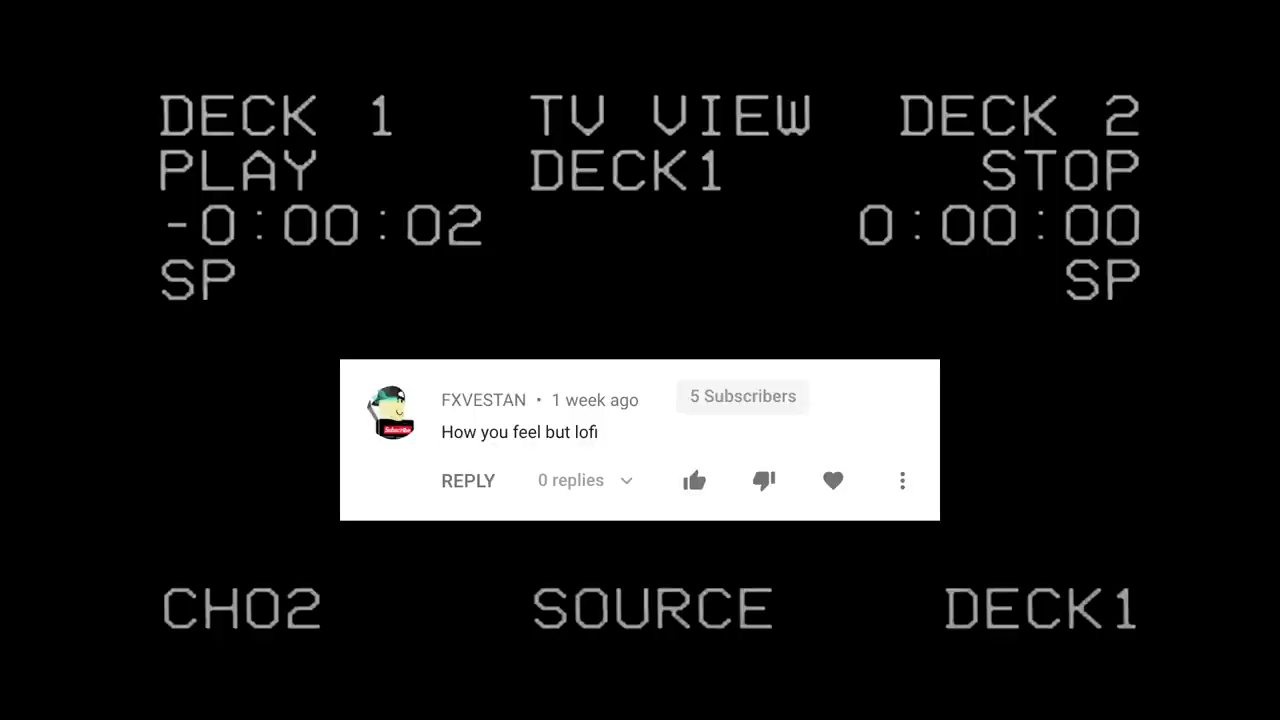 DECK 1 TV VIEW DECK 2
PLAY DECK1 STOP
-0:00:02 0:00:00
SP SP
FXVESTAN • 1 week ago 5 Subscribers
How you feel but lofi
Subscribe
REPLY 0 replies
CH02 SOURCE DECK1